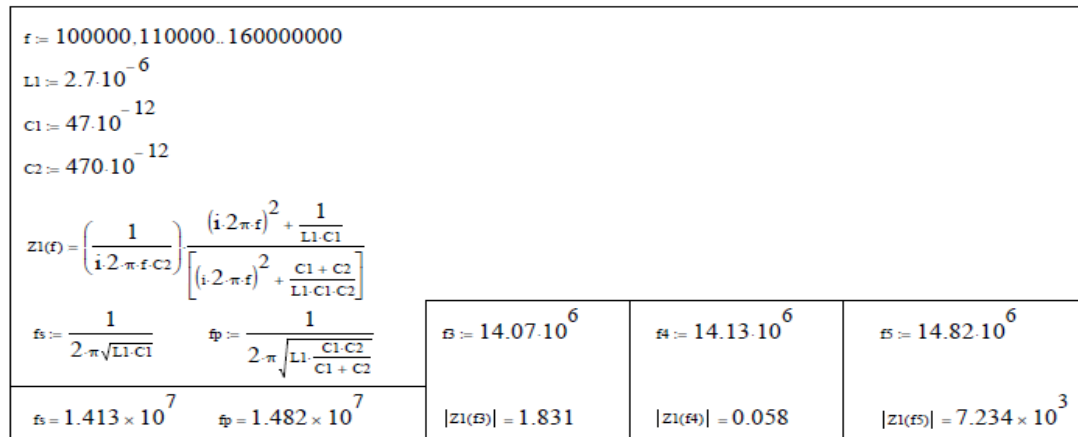 f := 100000,110000..160000000
L1 := 2.7·10^-6
C1 := 47·10^-12
C2 := 470·10^-12
Z1(f) = (1/(i·2·π·f·C2))·((i·2π·f)^2 + 1/(L1·C1))/[(i·2·π·f)^2 + (C1 + C2)/(L1·C1·C2)]
fs := 1/(2·π√(L1·C1)) fp := 1/(2·π√(L1·(C1·C2)/(C1 + C2))) f3 := 14.07·10^6 f4 := 14.13·10^6 f5 := 14.82·10^6
fs = 1.413 × 10^7 fp = 1.482 × 10^7 |Z1(f3)| = 1.831 |Z1(f4)| = 0.058 |Z1(f5)| = 7.234 × 10^3